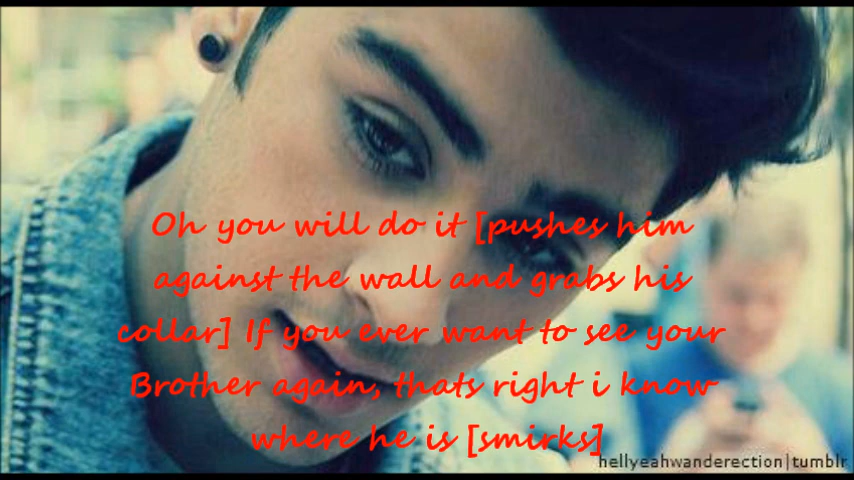 Oh you will do it [pushes him
against the wall and grabs his
collar] If you ever want to see your
Brother again, thats right i know
where he is [smirks]
hellyeahwanderection|tumblr